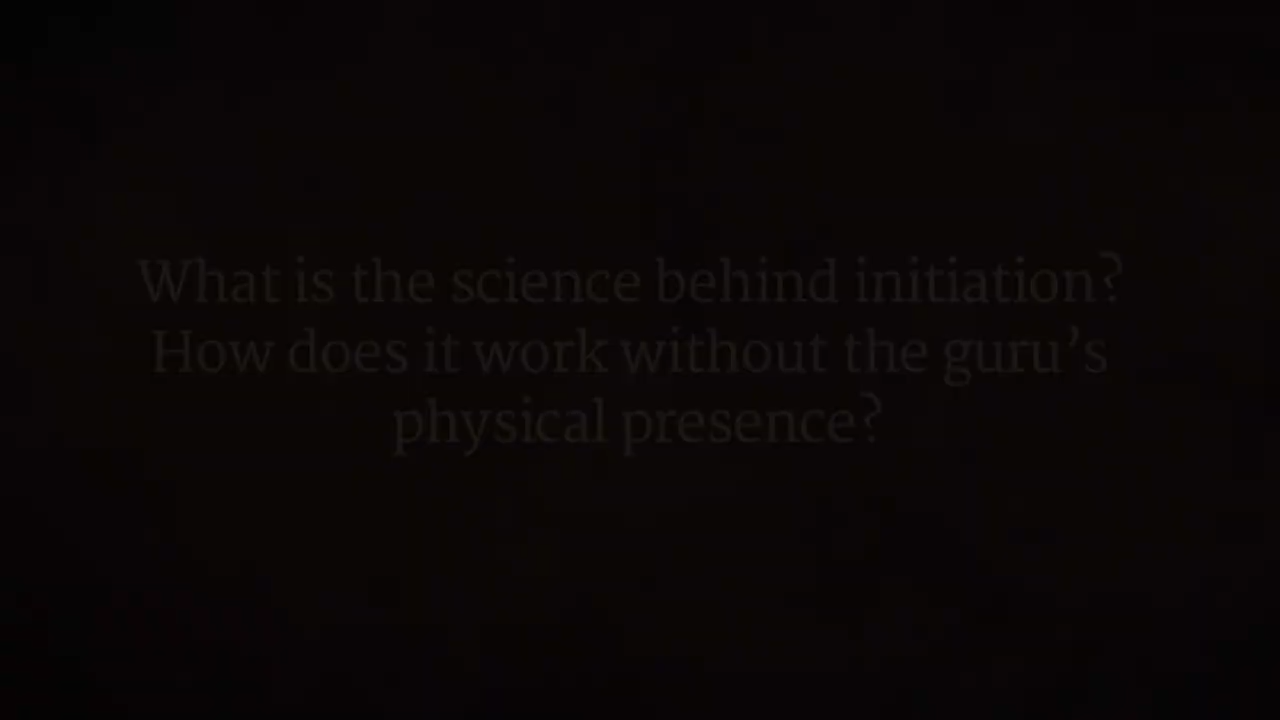 What is the science behind initiation?
How does it work without the guru’s
physical presence?